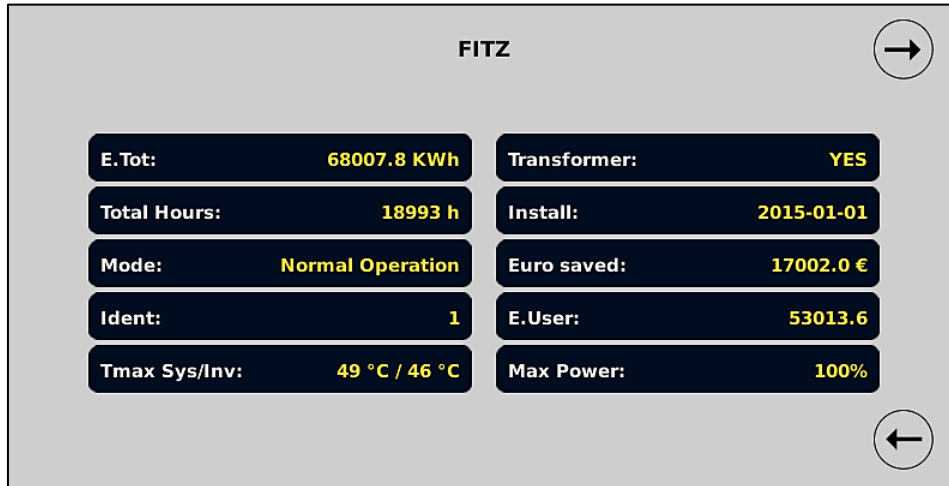 FITZ
E.Tot: 68007.8 KWh
Transformer: YES
Total Hours: 18993 h
Install: 2015-01-01
Mode: Normal Operation
Euro saved: 17002.0 €
Ident: 1
E.User: 53013.6
Tmax Sys/Inv: 49 °C / 46 °C
Max Power: 100%